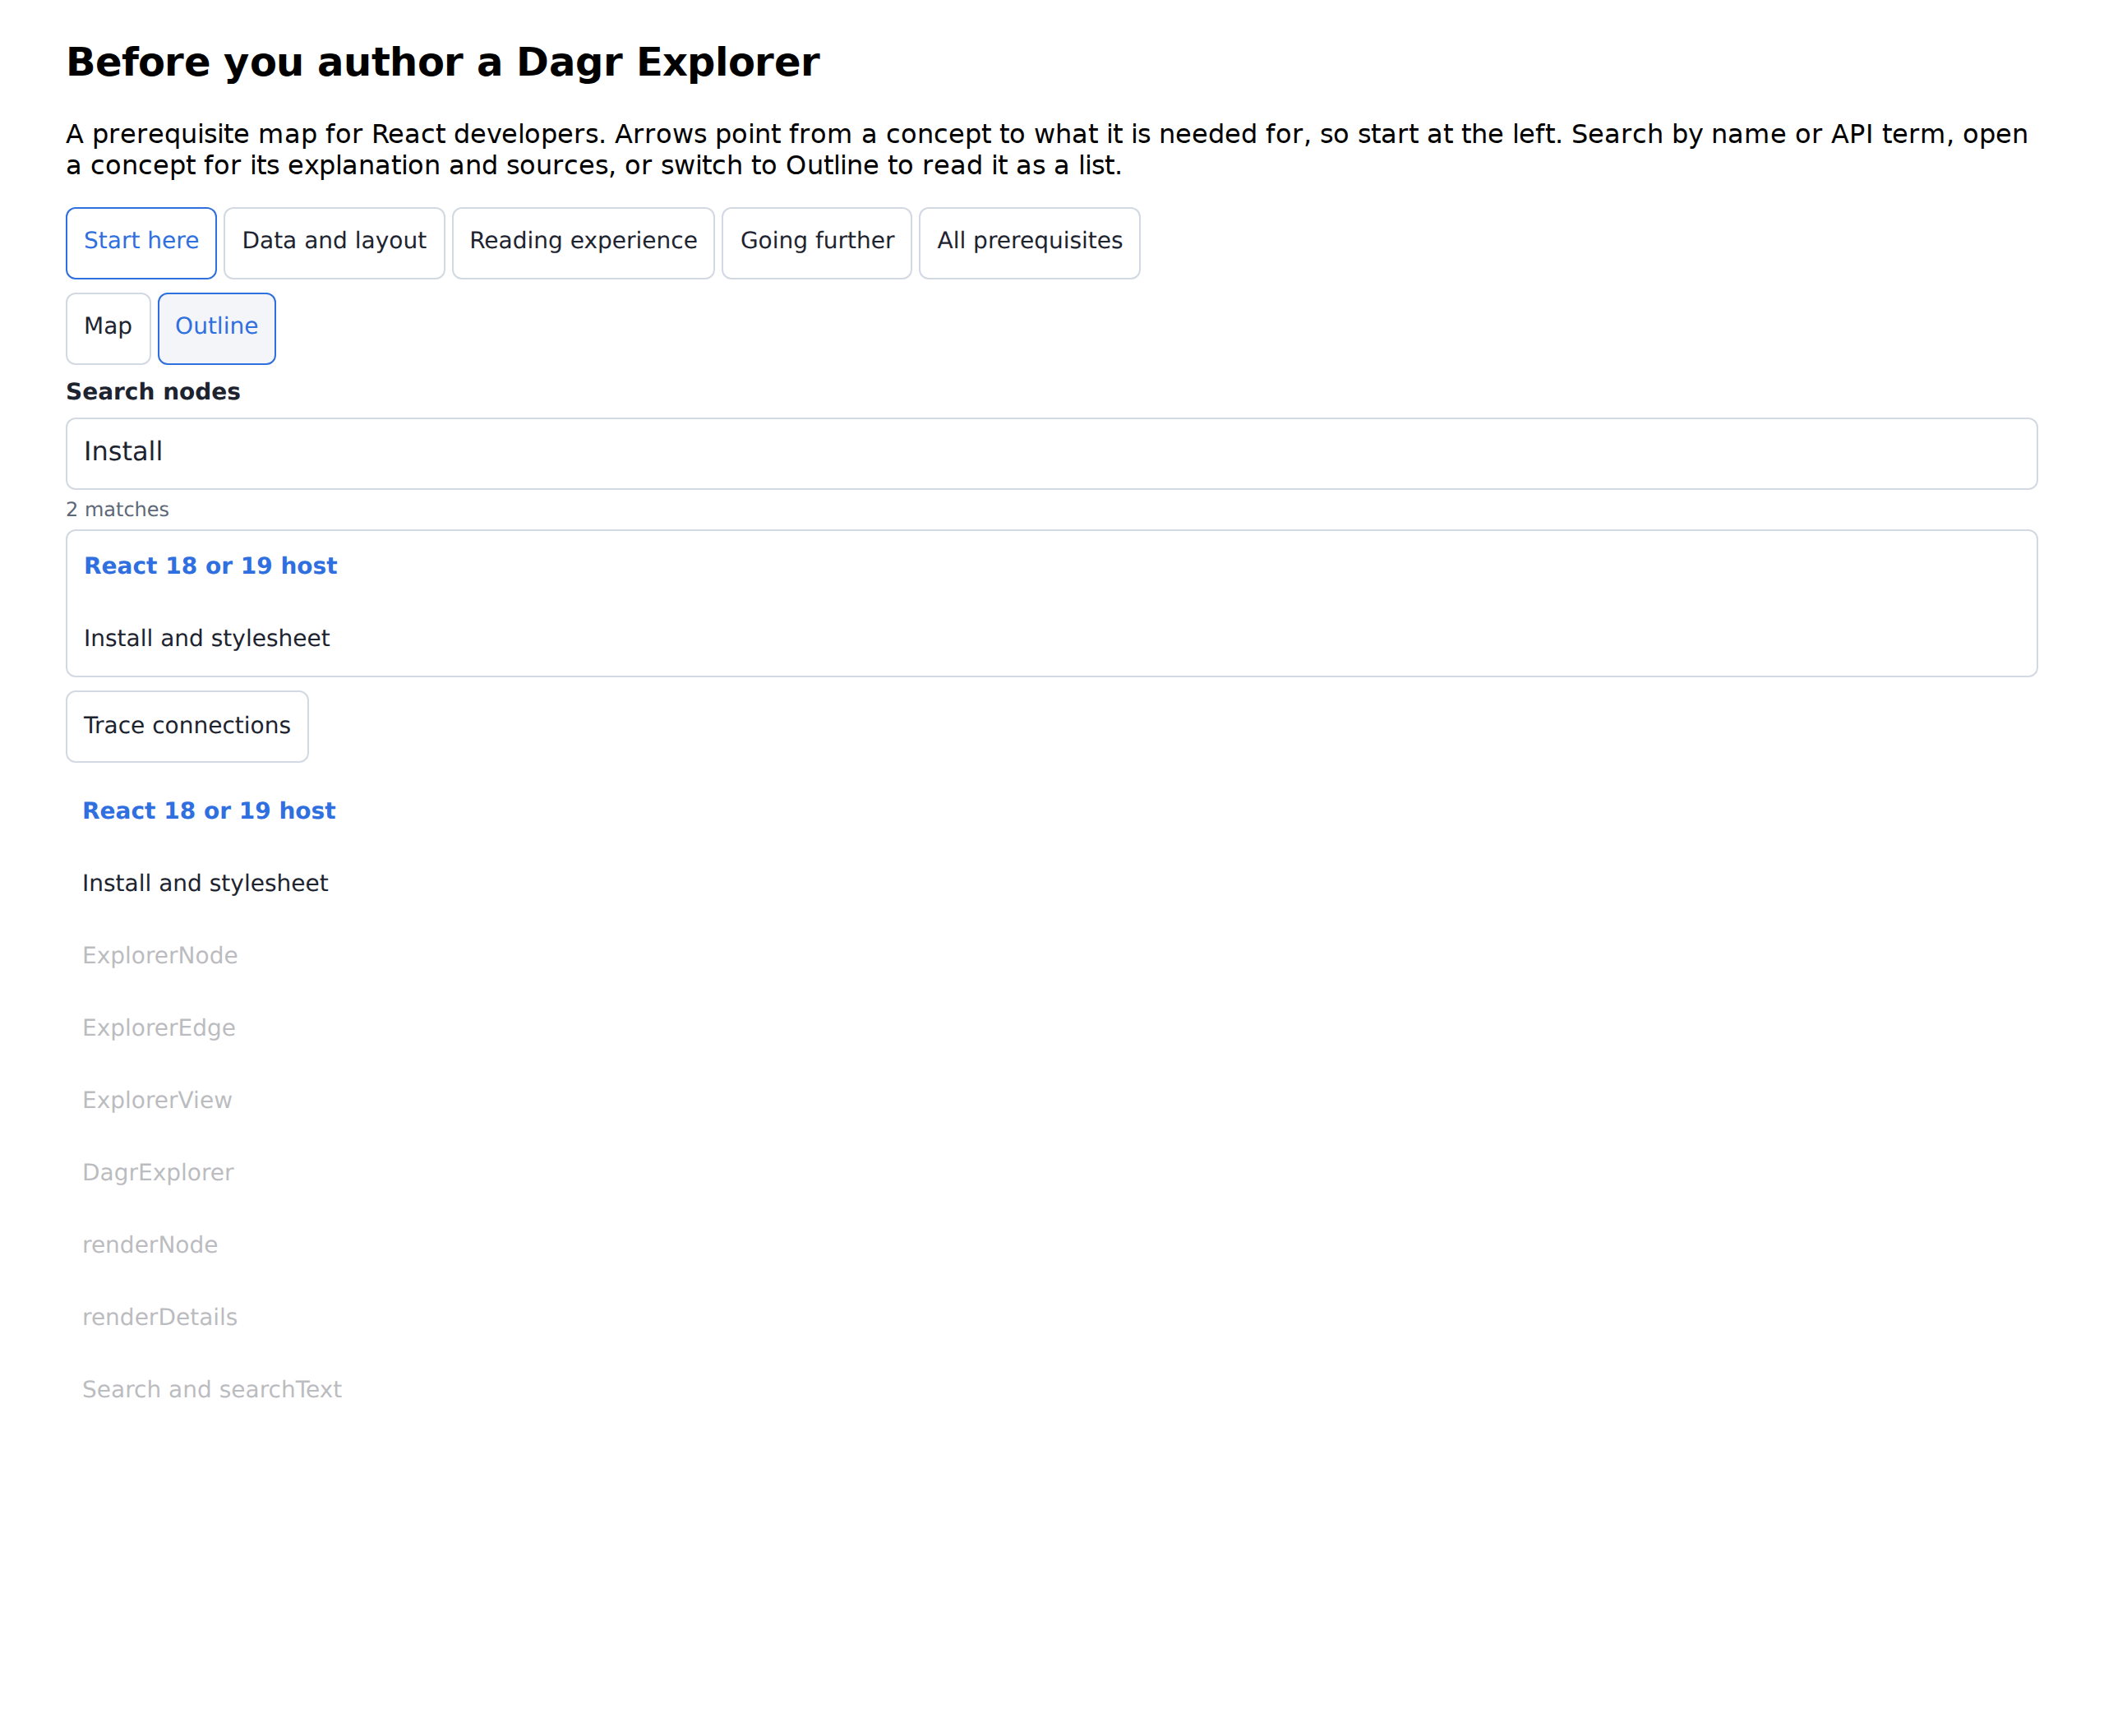 Before you author a Dagr Explorer
A prerequisite map for React developers. Arrows point from a concept to what it is needed for, so start at the left. Search by name or API term, open
a concept for its explanation and sources, or switch to Outline to read it as a list.
Start here
Data and layout
Reading experience
Going further
All prerequisites
Map
Outline
Search nodes
Install
2 matches
React 18 or 19 host
Install and stylesheet
Trace connections
React 18 or 19 host
Install and stylesheet
ExplorerNode
ExplorerEdge
ExplorerView
DagrExplorer
renderNode
renderDetails
Search and searchText